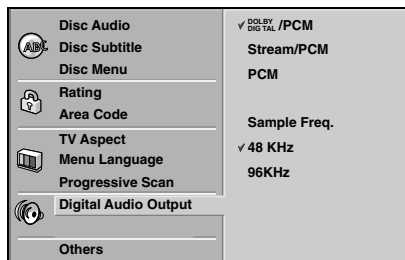 ABC
Disc Audio
Disc Subtitle
Disc Menu
Rating
Area Code
TV Aspect
Menu Language
Progressive Scan
Digital Audio Output
Others
✓ DOLBY DIGITAL /PCM
Stream/PCM
PCM
Sample Freq.
✓ 48 KHz
96KHz